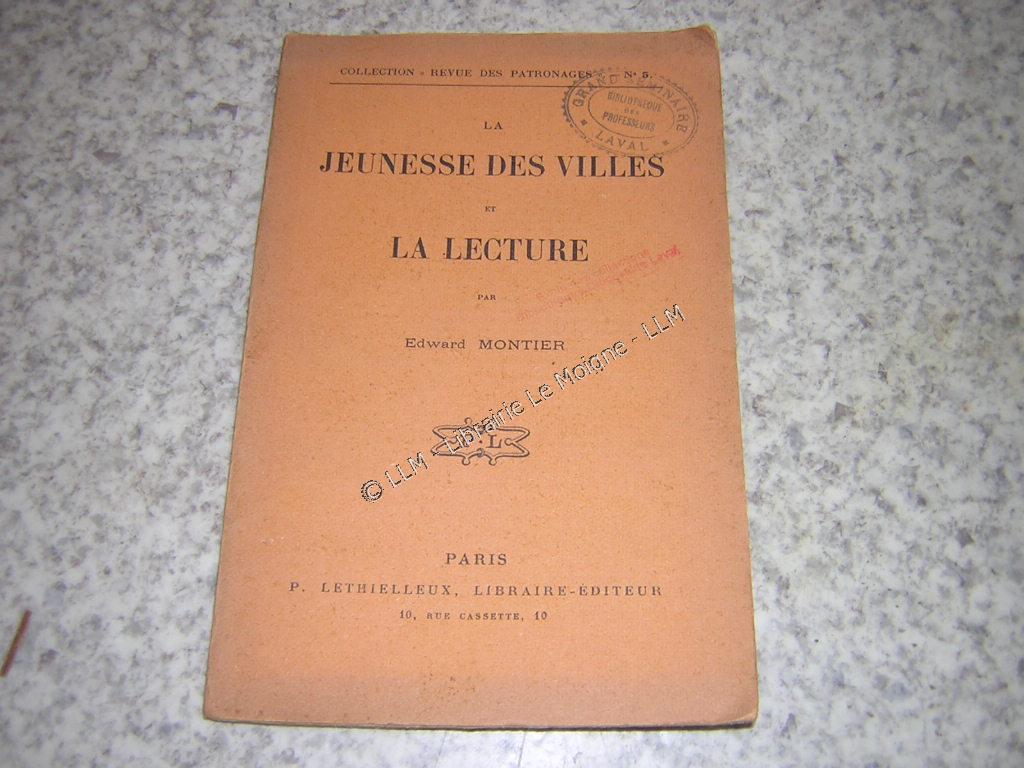 COLLECTION « REVUE DES PATRONAGES » N° 5.
GRAND SÉMINAIRE
BIBLIOTHÈQUE
DES
PROFESSEURS
* LAVAL *
LA
JEUNESSE DES VILLES
ET
LA LECTURE
PAR
Edward MONTIER
© LLM - Librairie Le Moigne - LLM
L
PARIS
P. LETHIELLEUX, LIBRAIRE-ÉDITEUR
10, RUE CASSETTE, 10